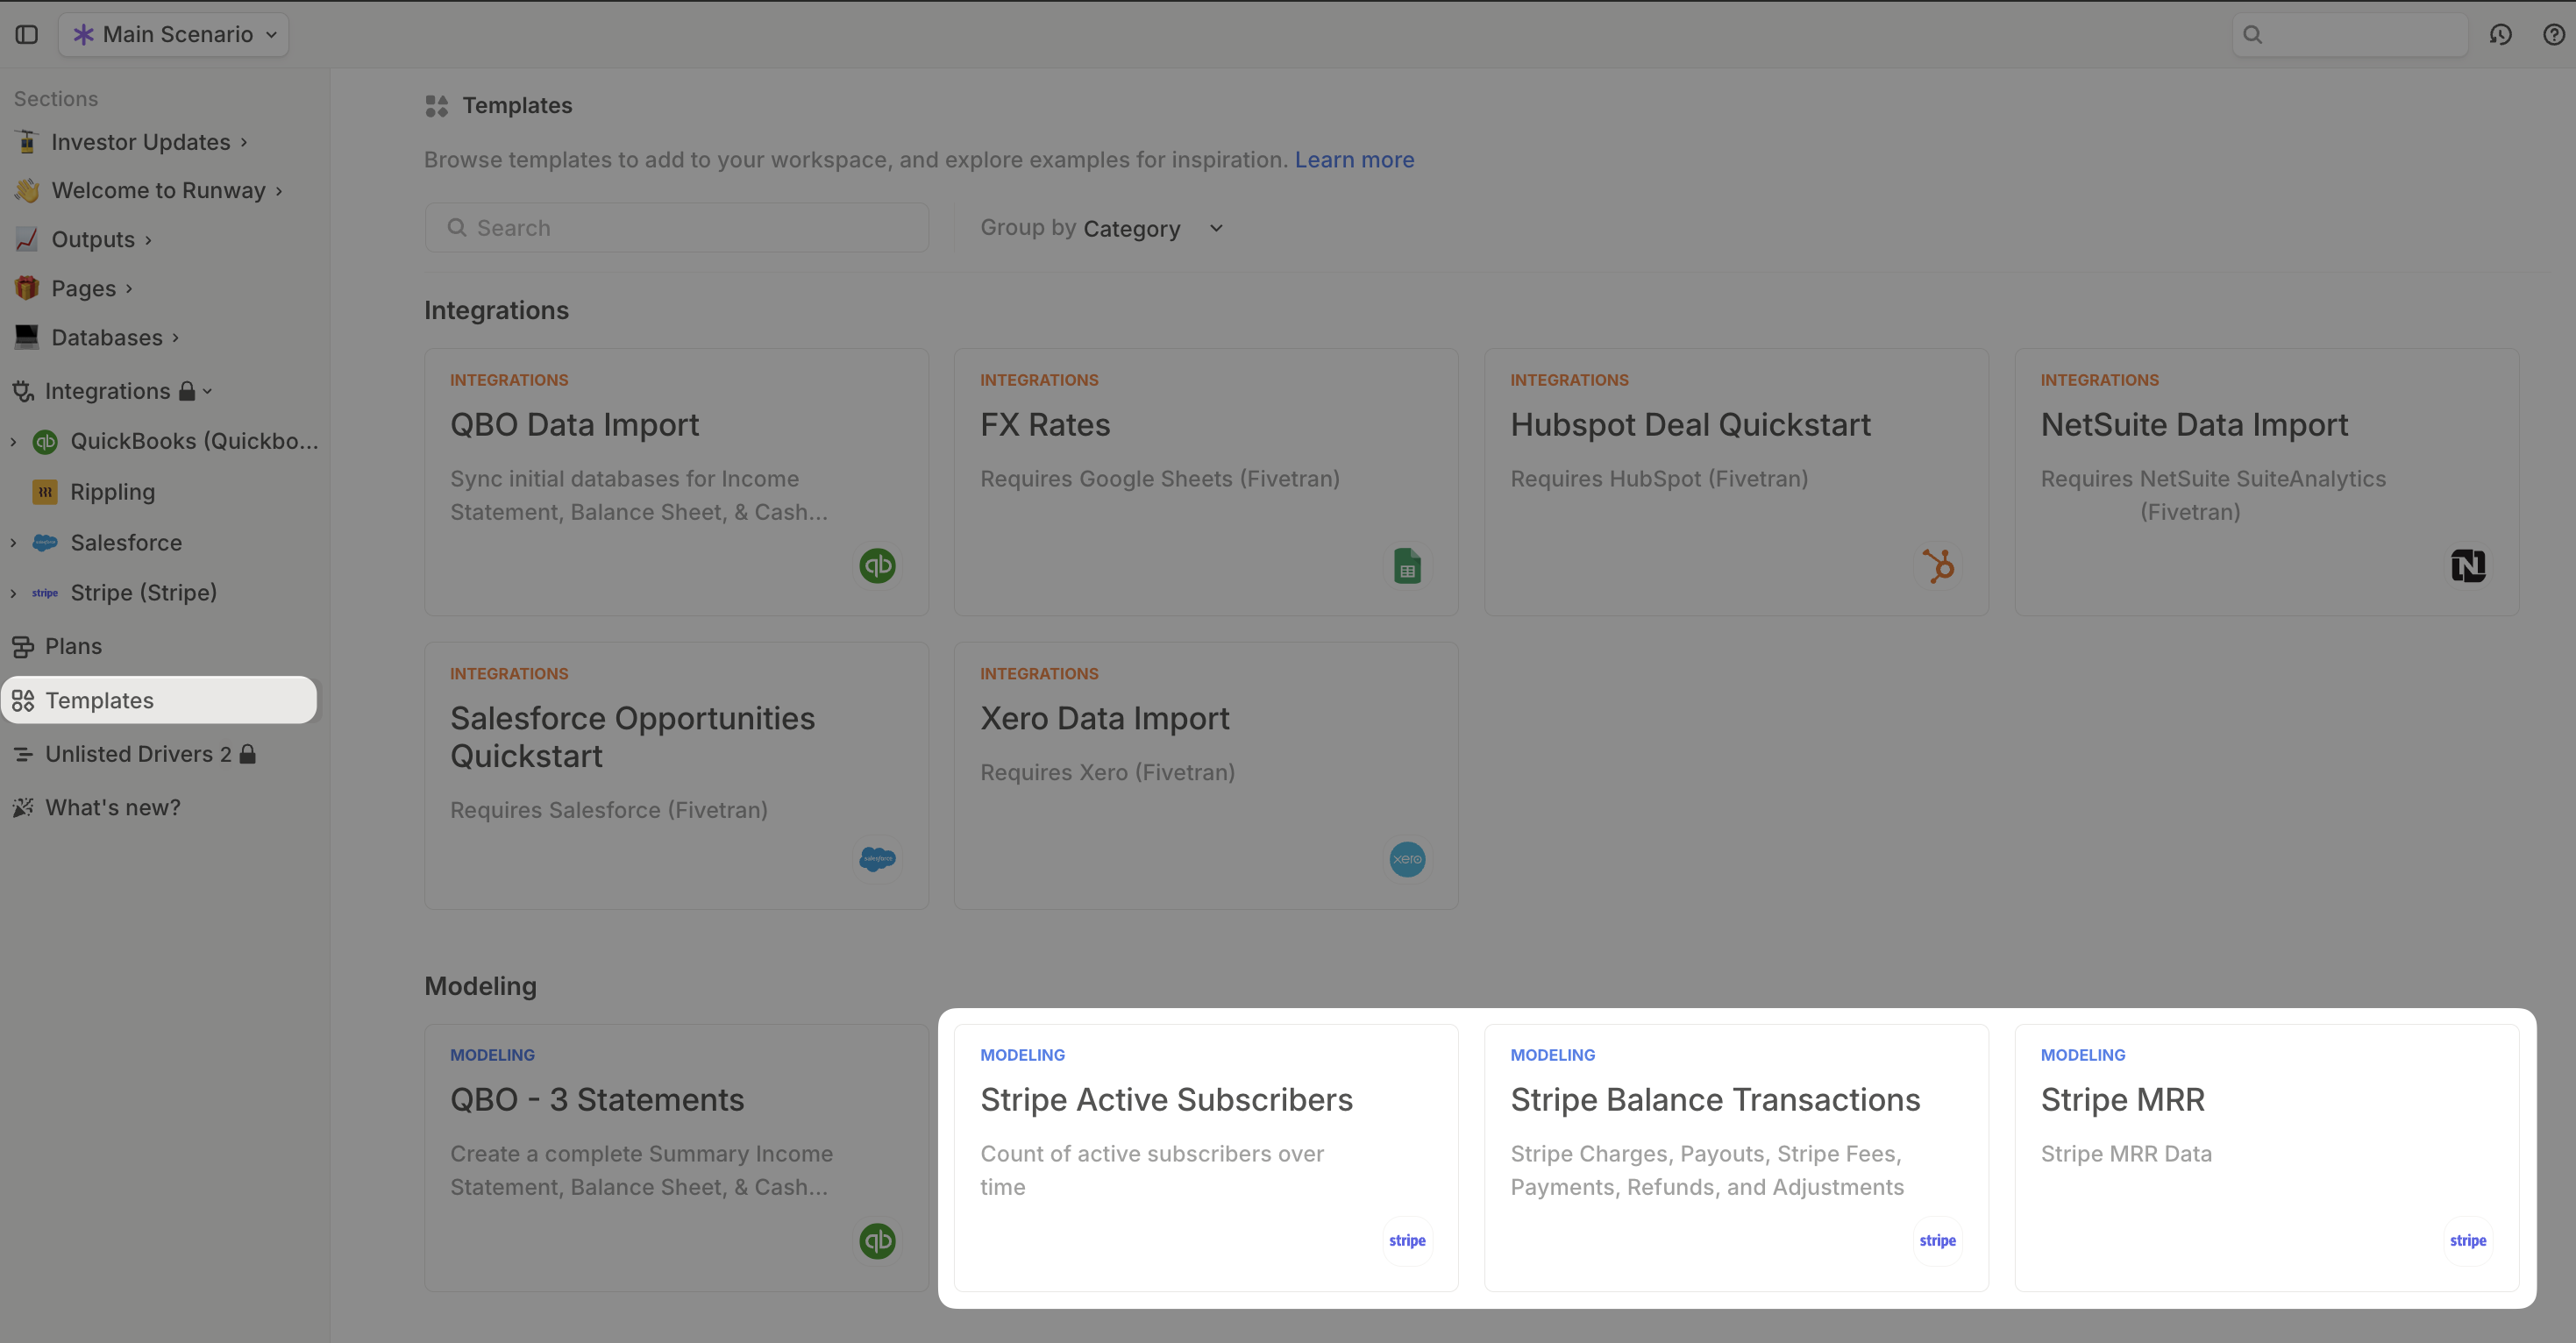 Main Scenario
Sections
Investor Updates
Welcome to Runway
Outputs
Pages
Databases
Integrations
QuickBooks (Quickbo...
Rippling
Salesforce
Stripe (Stripe)
Plans
Templates
Unlisted Drivers 2
What's new?
Templates
Browse templates to add to your workspace, and explore examples for inspiration. Learn more
Search
Group by Category
Integrations
INTEGRATIONS
QBO Data Import
Sync initial databases for Income
Statement, Balance Sheet, & Cash...
qb
INTEGRATIONS
FX Rates
Requires Google Sheets (Fivetran)
INTEGRATIONS
Hubspot Deal Quickstart
Requires HubSpot (Fivetran)
INTEGRATIONS
NetSuite Data Import
Requires NetSuite SuiteAnalytics
(Fivetran)
N
INTEGRATIONS
Salesforce Opportunities
Quickstart
Requires Salesforce (Fivetran)
salesforce
INTEGRATIONS
Xero Data Import
Requires Xero (Fivetran)
xero
Modeling
MODELING
QBO - 3 Statements
Create a complete Summary Income
Statement, Balance Sheet, & Cash...
qb
MODELING
Stripe Active Subscribers
Count of active subscribers over
time
stripe
MODELING
Stripe Balance Transactions
Stripe Charges, Payouts, Stripe Fees,
Payments, Refunds, and Adjustments
stripe
MODELING
Stripe MRR
Stripe MRR Data
stripe